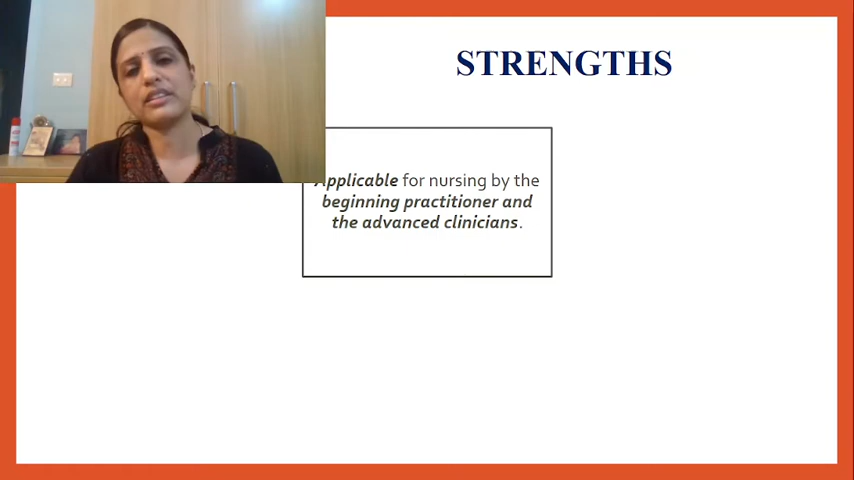 STRENGTHS
Applicable for nursing by the
beginning practitioner and
the advanced clinicians.